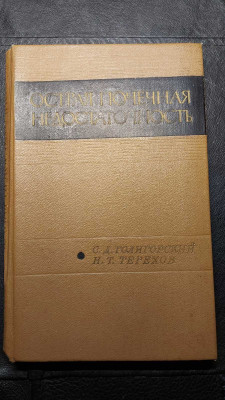 ОСТРАЯ ПОЧЕЧНАЯ
НЕДОСТАТОЧНОСТЬ
С. Д. ГОЛИГОРСКИЙ
Н. Т. ТЕРЕХОВ